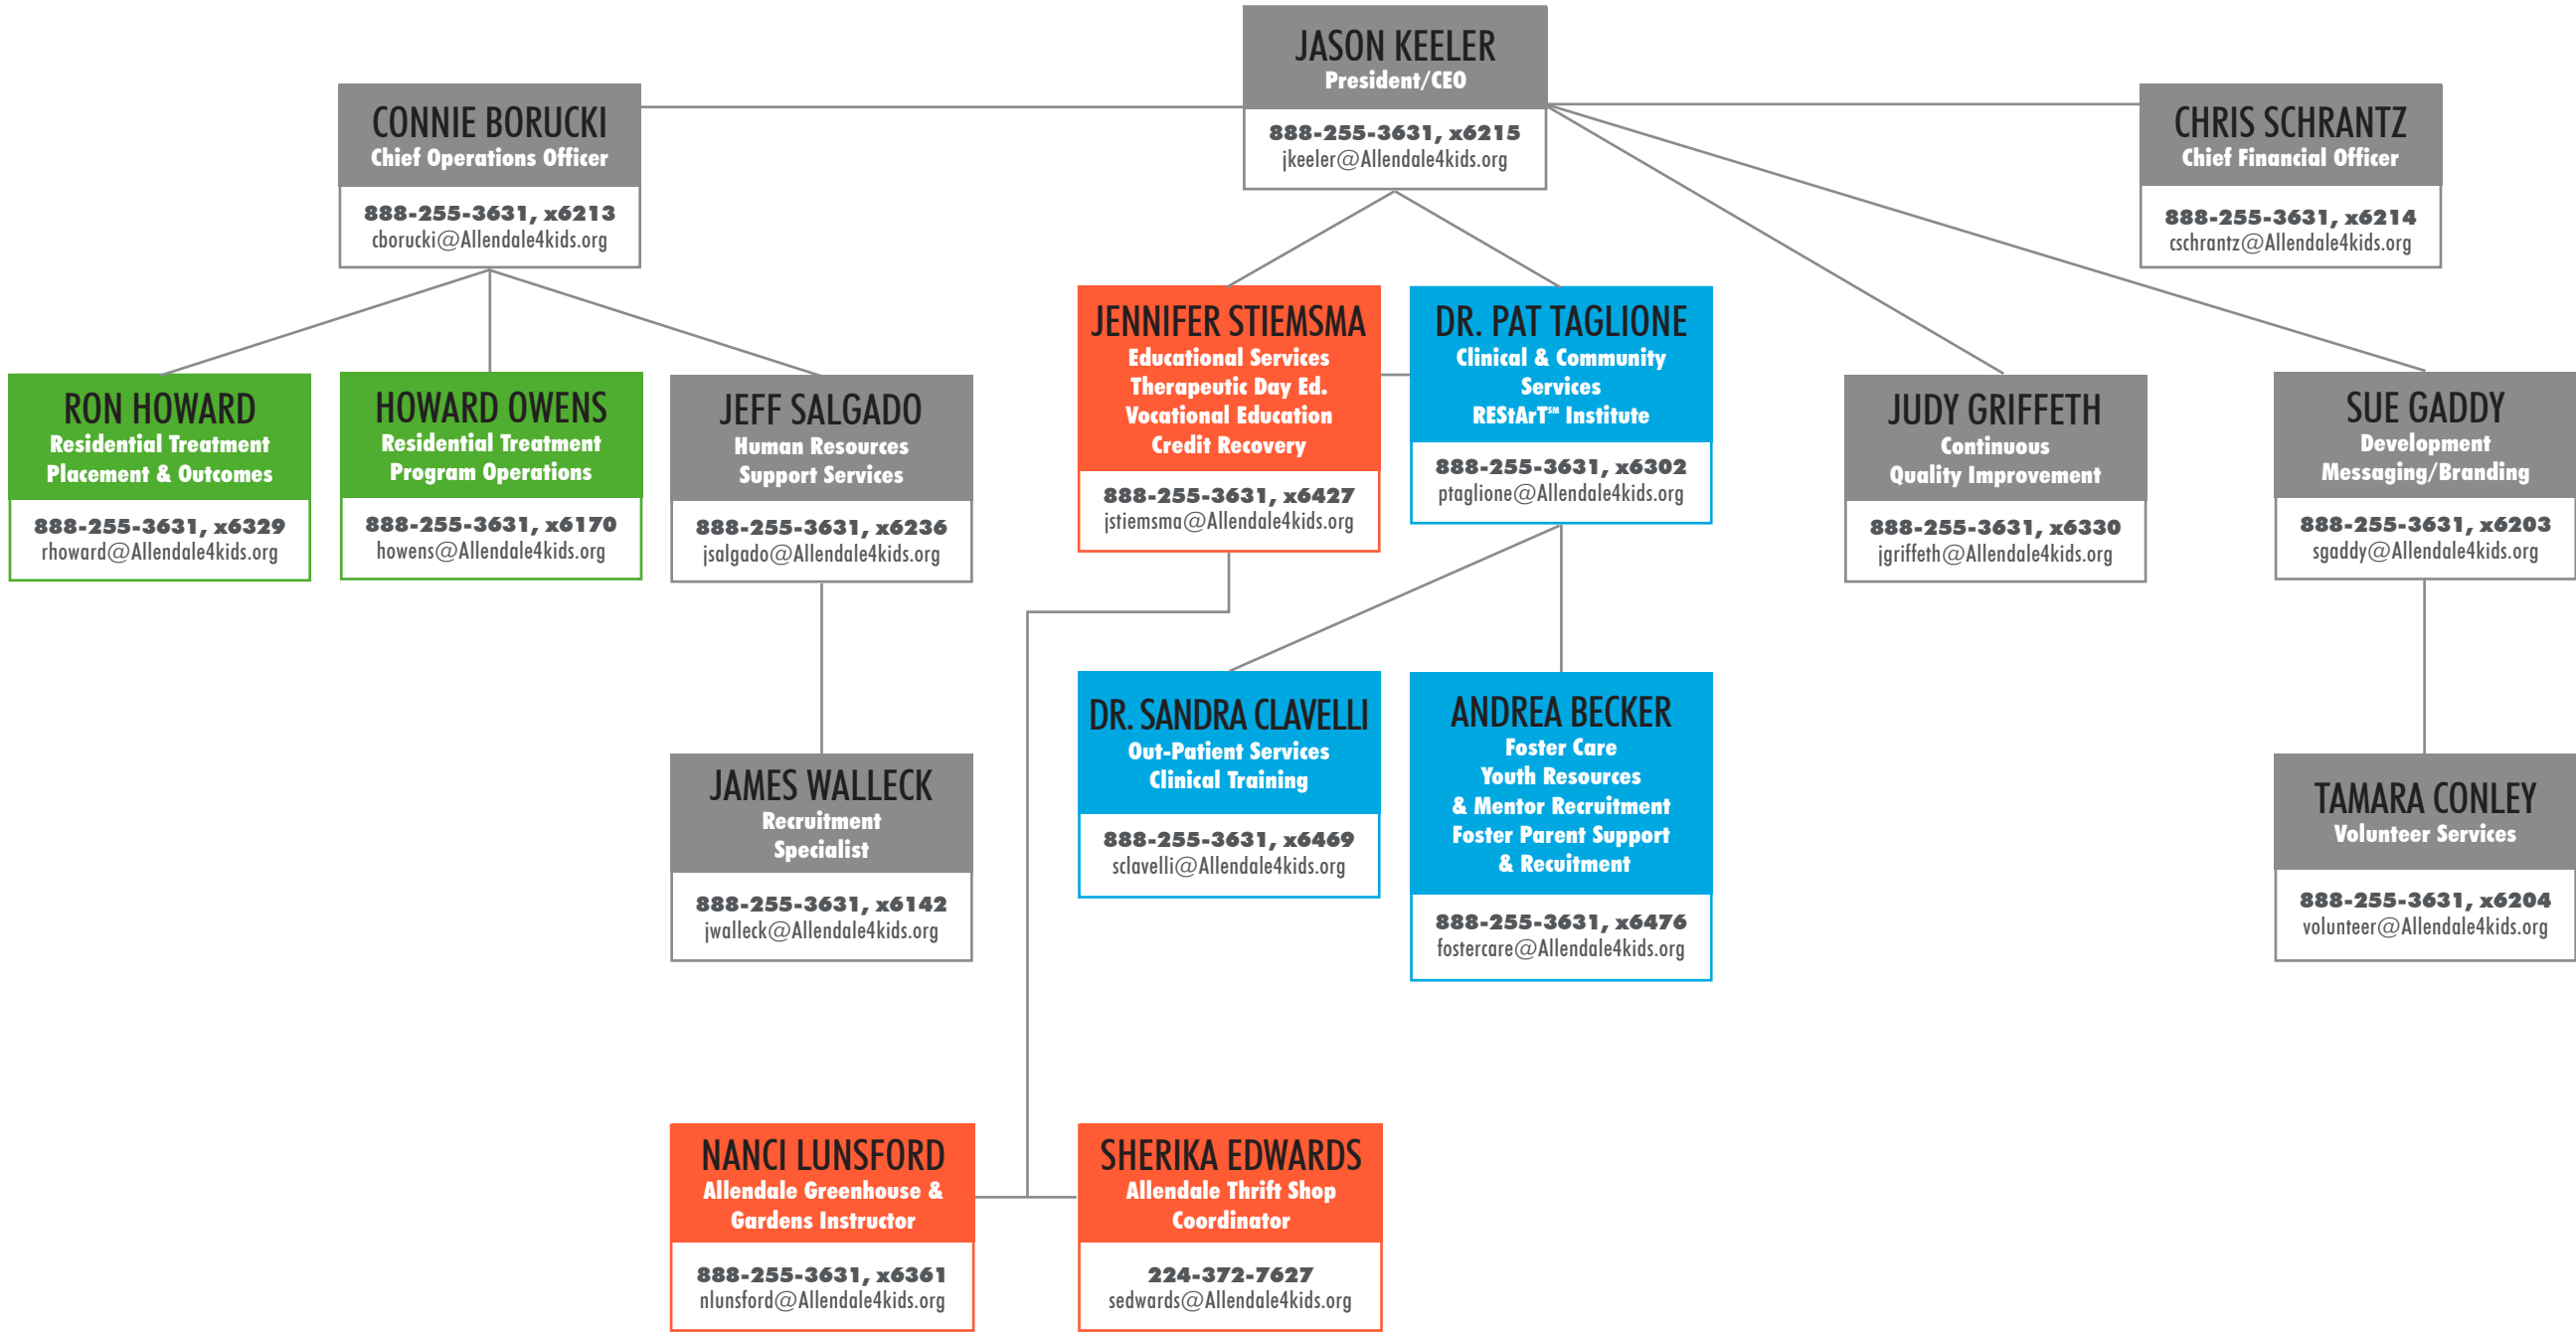 JASON KEELER
President/CEO
888-255-3631, x6215
jkeeler@Allendale4kids.org
CONNIE BORUCKI
Chief Operations Officer
888-255-3631, x6213
cborucki@Allendale4kids.org
CHRIS SCHRANTZ
Chief Financial Officer
888-255-3631, x6214
cschrantz@Allendale4kids.org
JENNIFER STIEMSMA
Educational Services
Therapeutic Day Ed.
Vocational Education
Credit Recovery
888-255-3631, x6427
jstiemsma@Allendale4kids.org
DR. PAT TAGLIONE
Clinical & Community
Services
REStArT℠ Institute
888-255-3631, x6302
ptaglione@Allendale4kids.org
RON HOWARD
Residential Treatment
Placement & Outcomes
888-255-3631, x6329
rhoward@Allendale4kids.org
HOWARD OWENS
Residential Treatment
Program Operations
888-255-3631, x6170
howens@Allendale4kids.org
JEFF SALGADO
Human Resources
Support Services
888-255-3631, x6236
jsalgado@Allendale4kids.org
JUDY GRIFFETH
Continuous
Quality Improvement
888-255-3631, x6330
jgriffeth@Allendale4kids.org
SUE GADDY
Development
Messaging/Branding
888-255-3631, x6203
sgaddy@Allendale4kids.org
DR. SANDRA CLAVELLI
Out-Patient Services
Clinical Training
888-255-3631, x6469
sclavelli@Allendale4kids.org
ANDREA BECKER
Foster Care
Youth Resources
& Mentor Recruitment
Foster Parent Support
& Recuitment
888-255-3631, x6476
fostercare@Allendale4kids.org
JAMES WALLECK
Recruitment
Specialist
888-255-3631, x6142
jwalleck@Allendale4kids.org
TAMARA CONLEY
Volunteer Services
888-255-3631, x6204
volunteer@Allendale4kids.org
NANCI LUNSFORD
Allendale Greenhouse &
Gardens Instructor
888-255-3631, x6361
nlunsford@Allendale4kids.org
SHERIKA EDWARDS
Allendale Thrift Shop
Coordinator
224-372-7627
sedwards@Allendale4kids.org